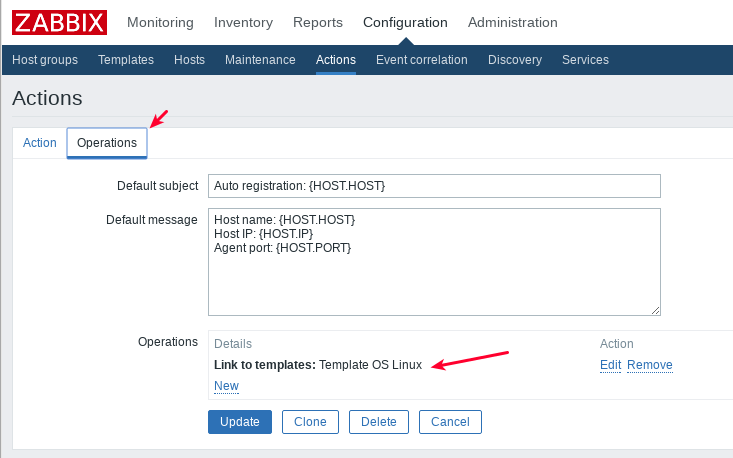 ZABBIX Monitoring Inventory Reports Configuration Administration
Host groups Templates Hosts Maintenance Actions Event correlation Discovery Services
Actions
Action Operations
Default subject Auto registration: {HOST.HOST}
Default message Host name: {HOST.HOST}
Host IP: {HOST.IP}
Agent port: {HOST.PORT}
Operations Details Action
Link to templates: Template OS Linux Edit Remove
New
Update Clone Delete Cancel